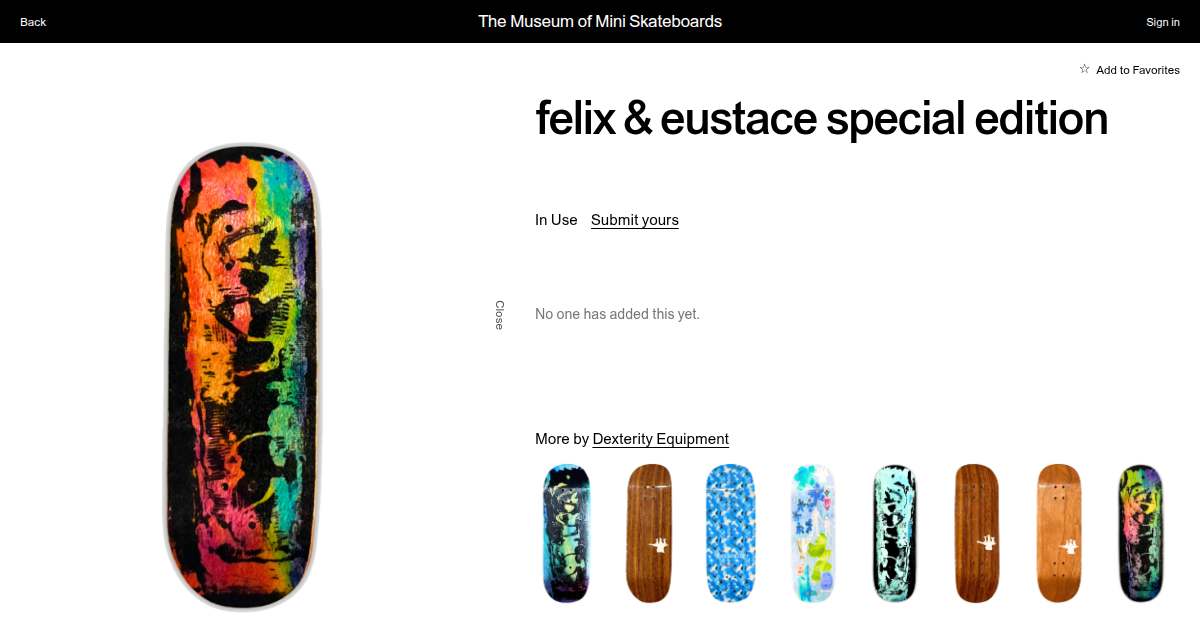 Back
The Museum of Mini Skateboards
Sign in
☆ Add to Favorites
felix & eustace special edition
In Use Submit yours
Close
No one has added this yet.
More by Dexterity Equipment